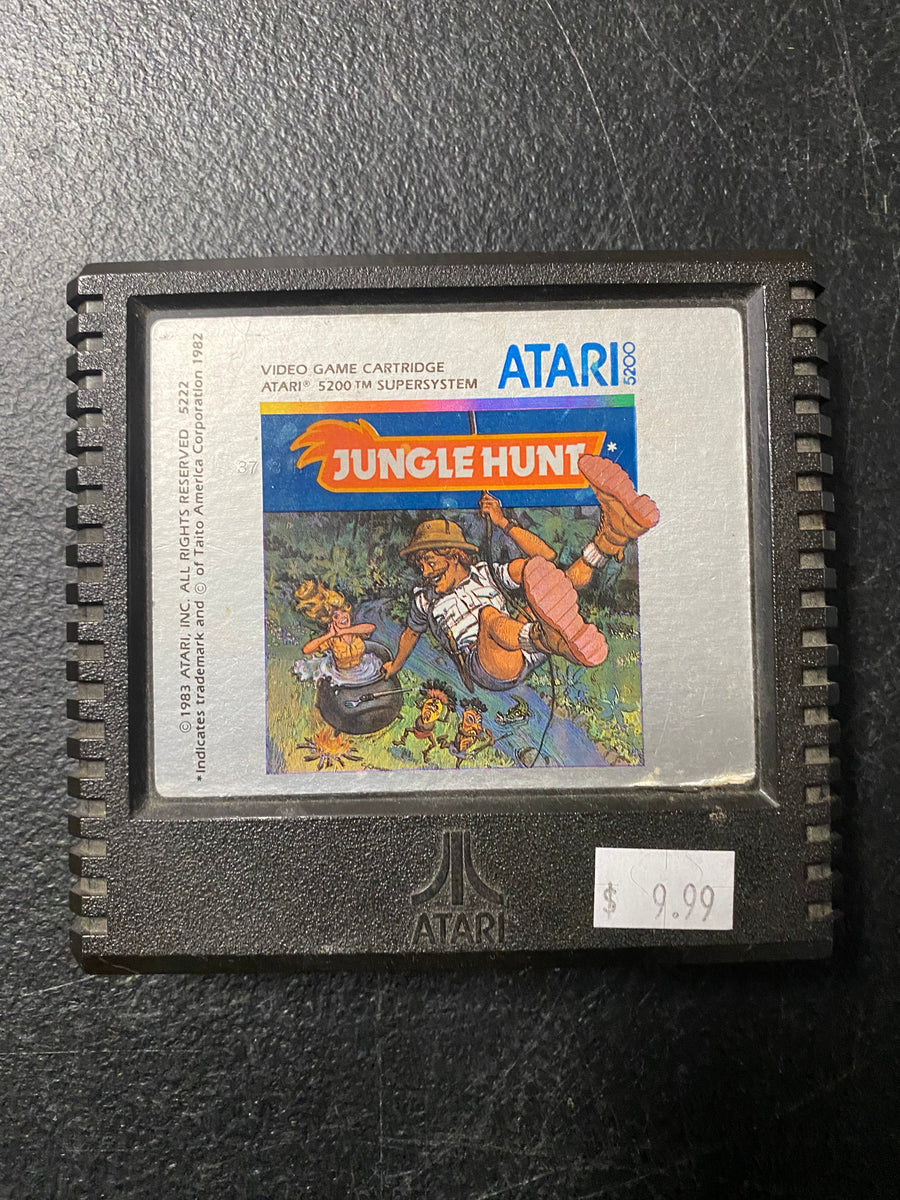 VIDEO GAME CARTRIDGE
ATARI® 5200™ SUPERSYSTEM
ATARI 5200
JUNGLE HUNT*
37
©1983 ATARI, INC. ALL RIGHTS RESERVED 5222
*Indicates trademark and © of Taito America Corporation 1982
ATARI
$ 9.99